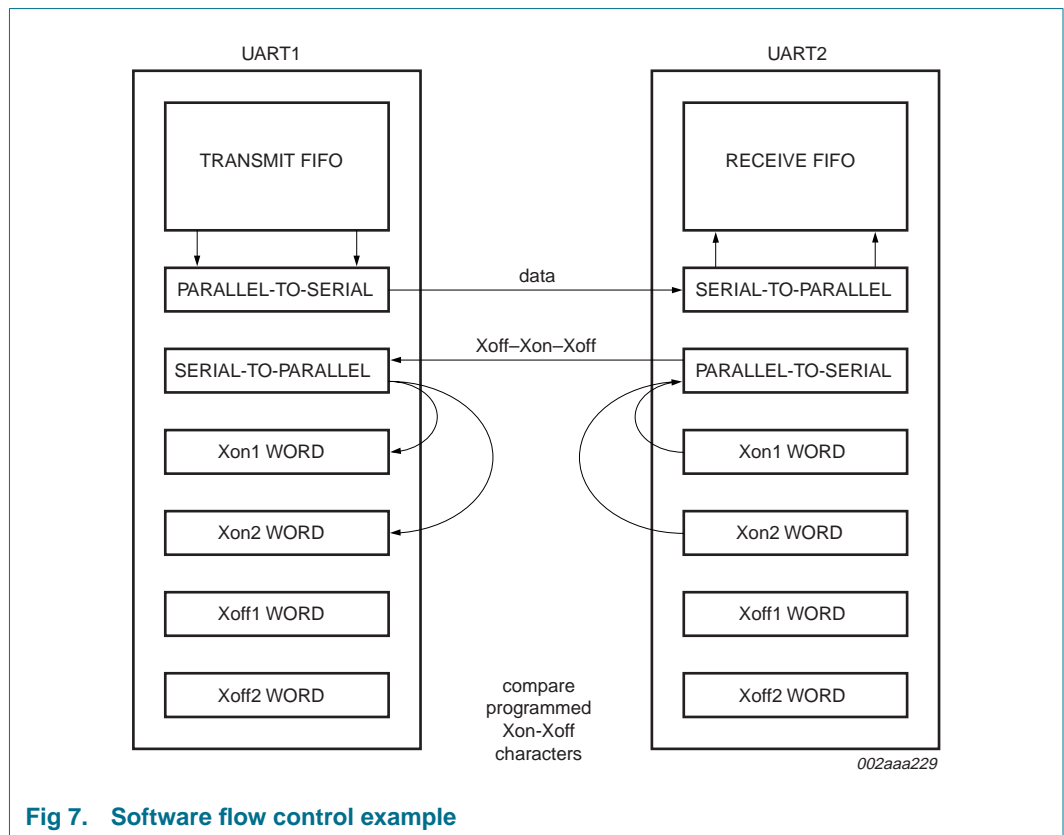 UART1
UART2
TRANSMIT FIFO
RECEIVE FIFO
PARALLEL-TO-SERIAL
data
SERIAL-TO-PARALLEL
Xoff–Xon–Xoff
SERIAL-TO-PARALLEL
PARALLEL-TO-SERIAL
Xon1 WORD
Xon1 WORD
Xon2 WORD
Xon2 WORD
Xoff1 WORD
Xoff1 WORD
Xoff2 WORD
compare
programmed
Xon-Xoff
characters
Xoff2 WORD
002aaa229
Fig 7. Software flow control example